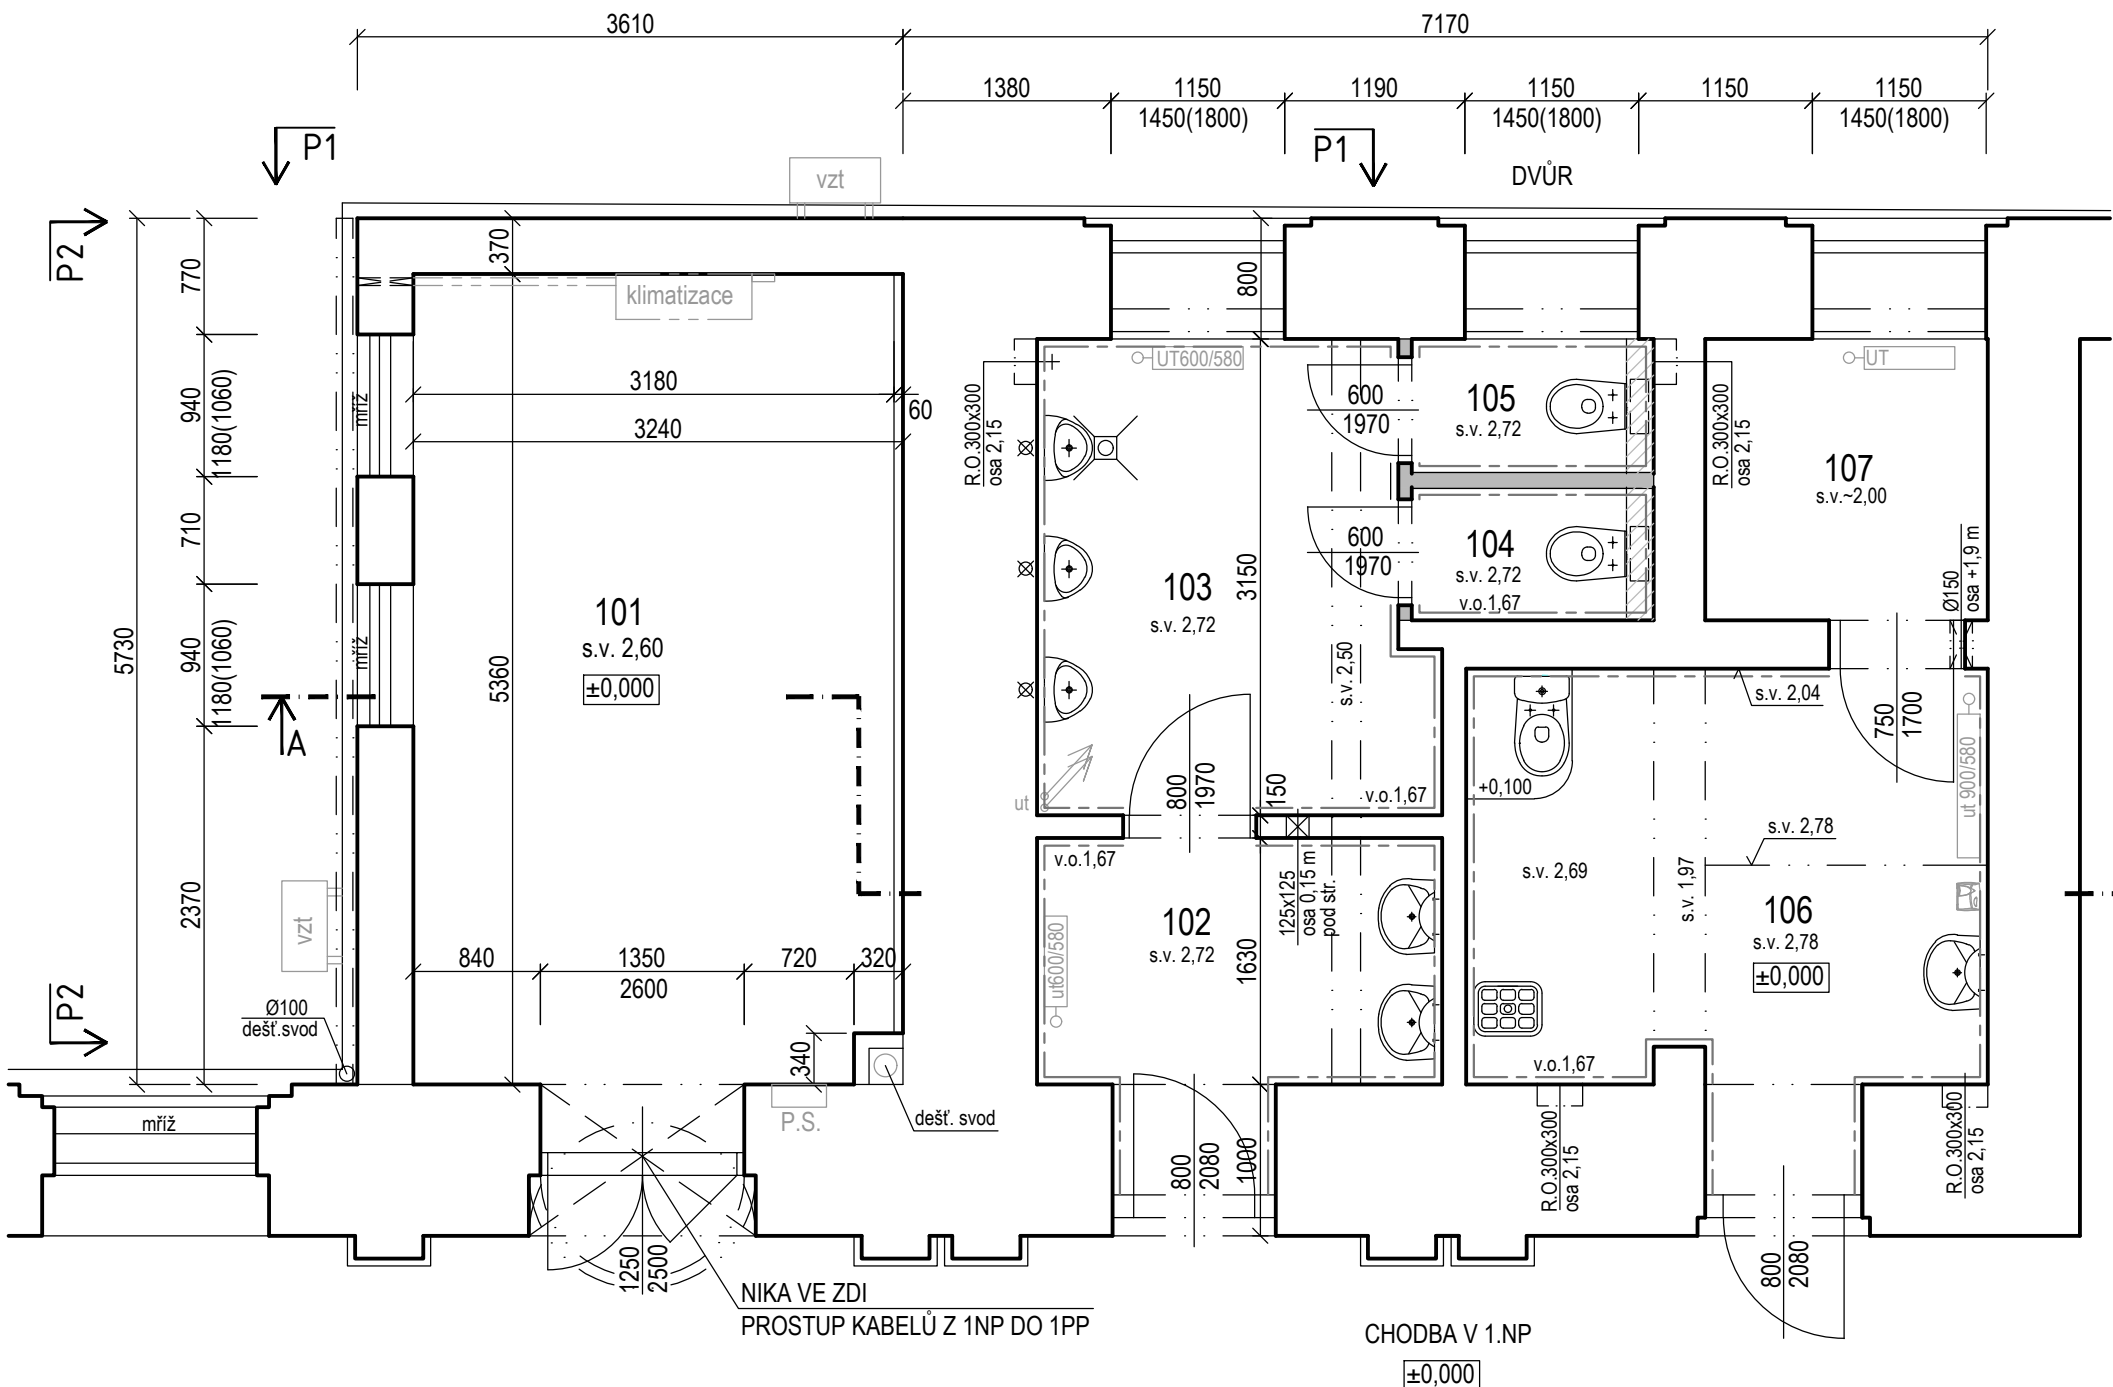 3610
7170
1380
1150
1450(1800)
1190
1150
1450(1800)
1150
1150
1450(1800)
P1
P1
DVŮR
vzt
P2
770
370
800
klimatizace
UT600/580
UT
5730
940
1180(1060)
mříž
3180
60
3240
R.O.300x300
osa 2,15
600
1970
105
s.v. 2,72
R.O.300x300
osa 2,15
107
s.v.~2,00
710
600
1970
104
s.v. 2,72
v.o.1,67
Ø150
osa +1,9 m
101
s.v. 2,60
±0,000
103
s.v. 2,72
3150
940
1180(1060)
mříž
5360
s.v. 2,50
s.v. 2,04
750
1700
A
ut
800
1970
150
v.o.1,67
+0,100
ut 900/580
s.v. 2,78
2370
vzt
v.o.1,67
125x125
osa 0,15 m
pod str.
s.v. 2,69
s.v. 1,97
102
s.v. 2,72
106
s.v. 2,78
±0,000
ut600/580
1630
840
1350
2600
720
320
P2
Ø100
dešť.svod
340
v.o.1,67
mříž
P.S.
dešť. svod
800
2080
1000
R.O.300x300
osa 2,15
R.O.300x300
osa 2,15
1250
2500
800
2080
NIKA VE ZDI
PROSTUP KABELŮ Z 1NP DO 1PP
CHODBA V 1.NP
±0,000